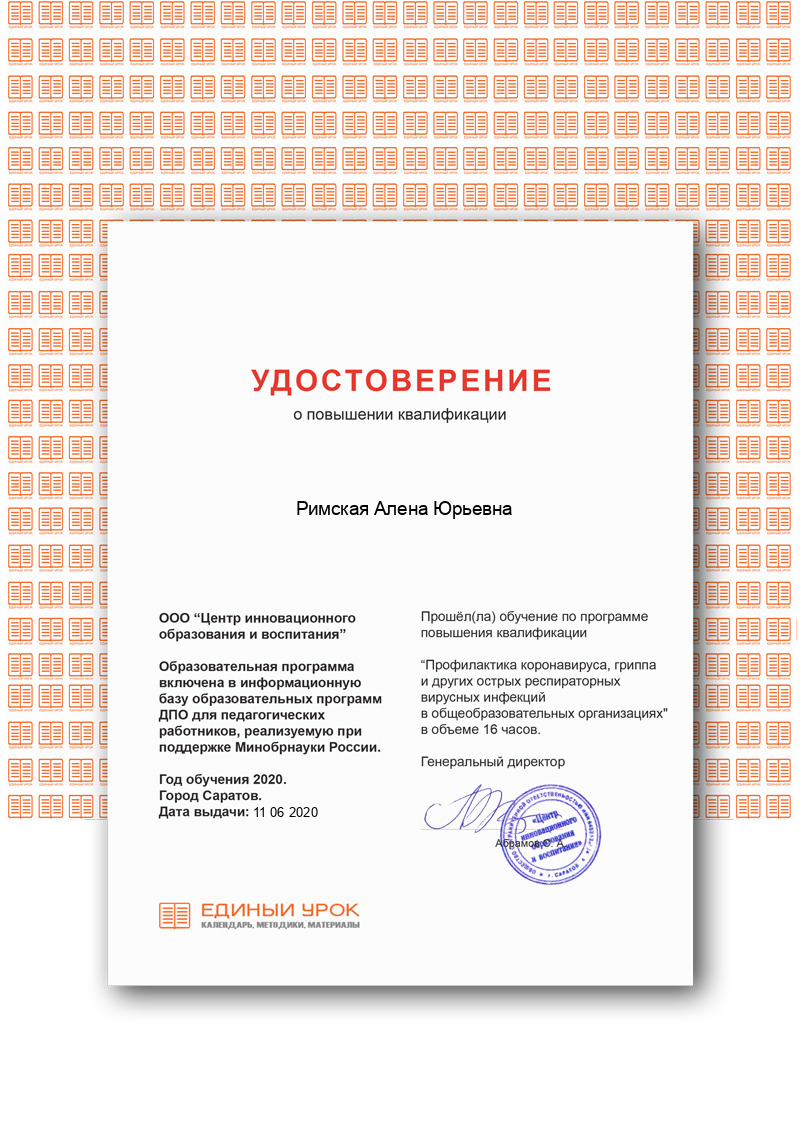 УДОСТОВЕРЕНИЕ
о повышении квалификации
Римская Алена Юрьевна
ООО “Центр инновационного
образования и воспитания”
Образовательная программа
включена в информационную
базу образовательных программ
ДПО для педагогических
работников, реализуемую при
поддержке Минобрнауки России.
Год обучения 2020.
Город Саратов.
Дата выдачи: 11 06 2020
Прошёл(ла) обучение по программе
повышения квалификации
“Профилактика коронавируса, гриппа
и других острых респираторных
вирусных инфекций
в общеобразовательных организациях"
в объеме 16 часов.
Генеральный директор
Абрамов С. А.
«Центр
инновационного
образования
и воспитания»
г. САРАТОВ
ЕДИНЫЙ УРОК
КАЛЕНДАРЬ, МЕТОДИКИ, МАТЕРИАЛЫ